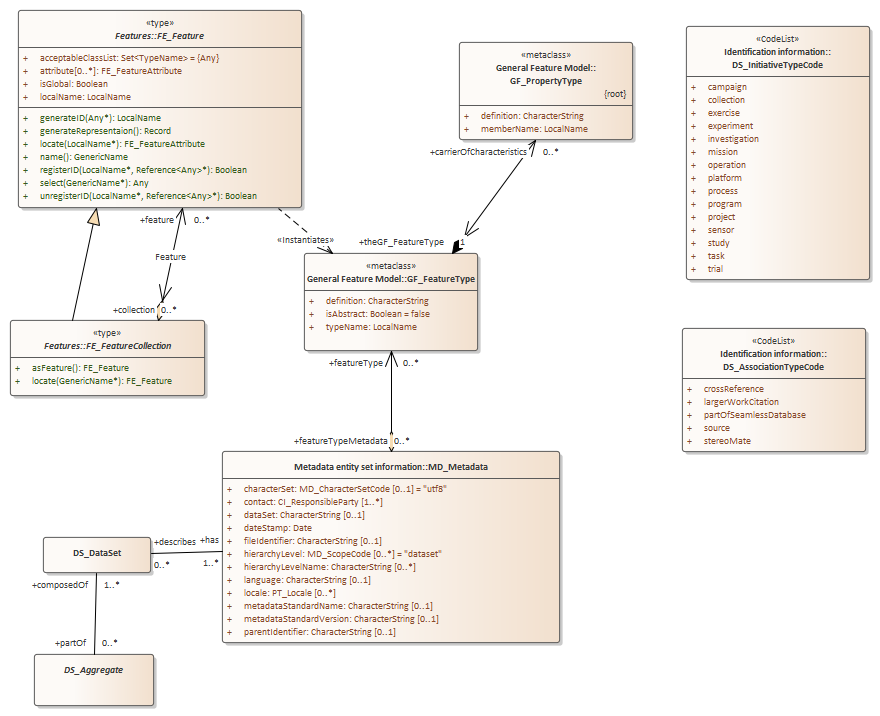 «type»
Features::FE_Feature
+ acceptableClassList: Set<TypeName> = {Any}
+ attribute[0..*]: FE_FeatureAttribute
+ isGlobal: Boolean
+ localName: LocalName
+ generateID(Any*): LocalName
+ generateRepresentaion(): Record
+ locate(LocalName*): FE_FeatureAttribute
+ name(): GenericName
+ registerID(LocalName*, Reference<Any>*): Boolean
+ select(GenericName*): Any
+ unregisterID(LocalName*, Reference<Any>*): Boolean
«metaclass»
General Feature Model::
GF_PropertyType
{root}
+ definition: CharacterString
+ memberName: LocalName
«CodeList»
Identification information::
DS_InitiativeTypeCode
+ campaign
+ collection
+ exercise
+ experiment
+ investigation
+ mission
+ operation
+ platform
+ process
+ program
+ project
+ sensor
+ study
+ task
+ trial
+carrierOfCharacteristics 0..*
+feature 0..*
«Instantiates»
+theGF_FeatureType 1
Feature
+collection 0..*
«metaclass»
General Feature Model::GF_FeatureType
+ definition: CharacterString
+ isAbstract: Boolean = false
+ typeName: LocalName
«type»
Features::FE_FeatureCollection
+ asFeature(): FE_Feature
+ locate(GenericName*): FE_Feature
«CodeList»
Identification information::
DS_AssociationTypeCode
+ crossReference
+ largerWorkCitation
+ partOfSeamlessDatabase
+ source
+ stereoMate
+featureType 0..*
+featureTypeMetadata 0..*
Metadata entity set information::MD_Metadata
+ characterSet: MD_CharacterSetCode [0..1] = "utf8"
+ contact: CI_ResponsibleParty [1..*]
+ dataSet: CharacterString [0..1]
+ dateStamp: Date
+ fileIdentifier: CharacterString [0..1]
+ hierarchyLevel: MD_ScopeCode [0..*] = "dataset"
+ hierarchyLevelName: CharacterString [0..*]
+ language: CharacterString [0..1]
+ locale: PT_Locale [0..*]
+ metadataStandardName: CharacterString [0..1]
+ metadataStandardVersion: CharacterString [0..1]
+ parentIdentifier: CharacterString [0..1]
DS_DataSet
+describes +has
0..* 1..*
+composedOf 1..*
+partOf 0..*
DS_Aggregate